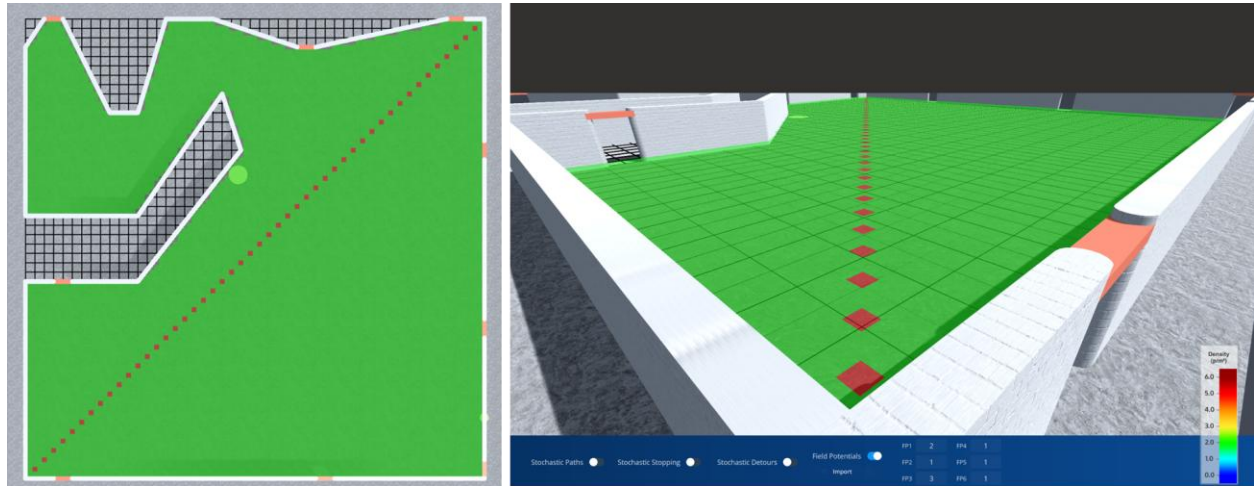 Density
(p/m²)
6.0
5.0
4.0
3.0
2.0
1.0
0.0
Stochastic Paths
Stochastic Stopping
Stochastic Detours
Field Potentials
Import
FP1 2 FP4 1
FP2 1 FP5 1
FP3 3 FP6 1